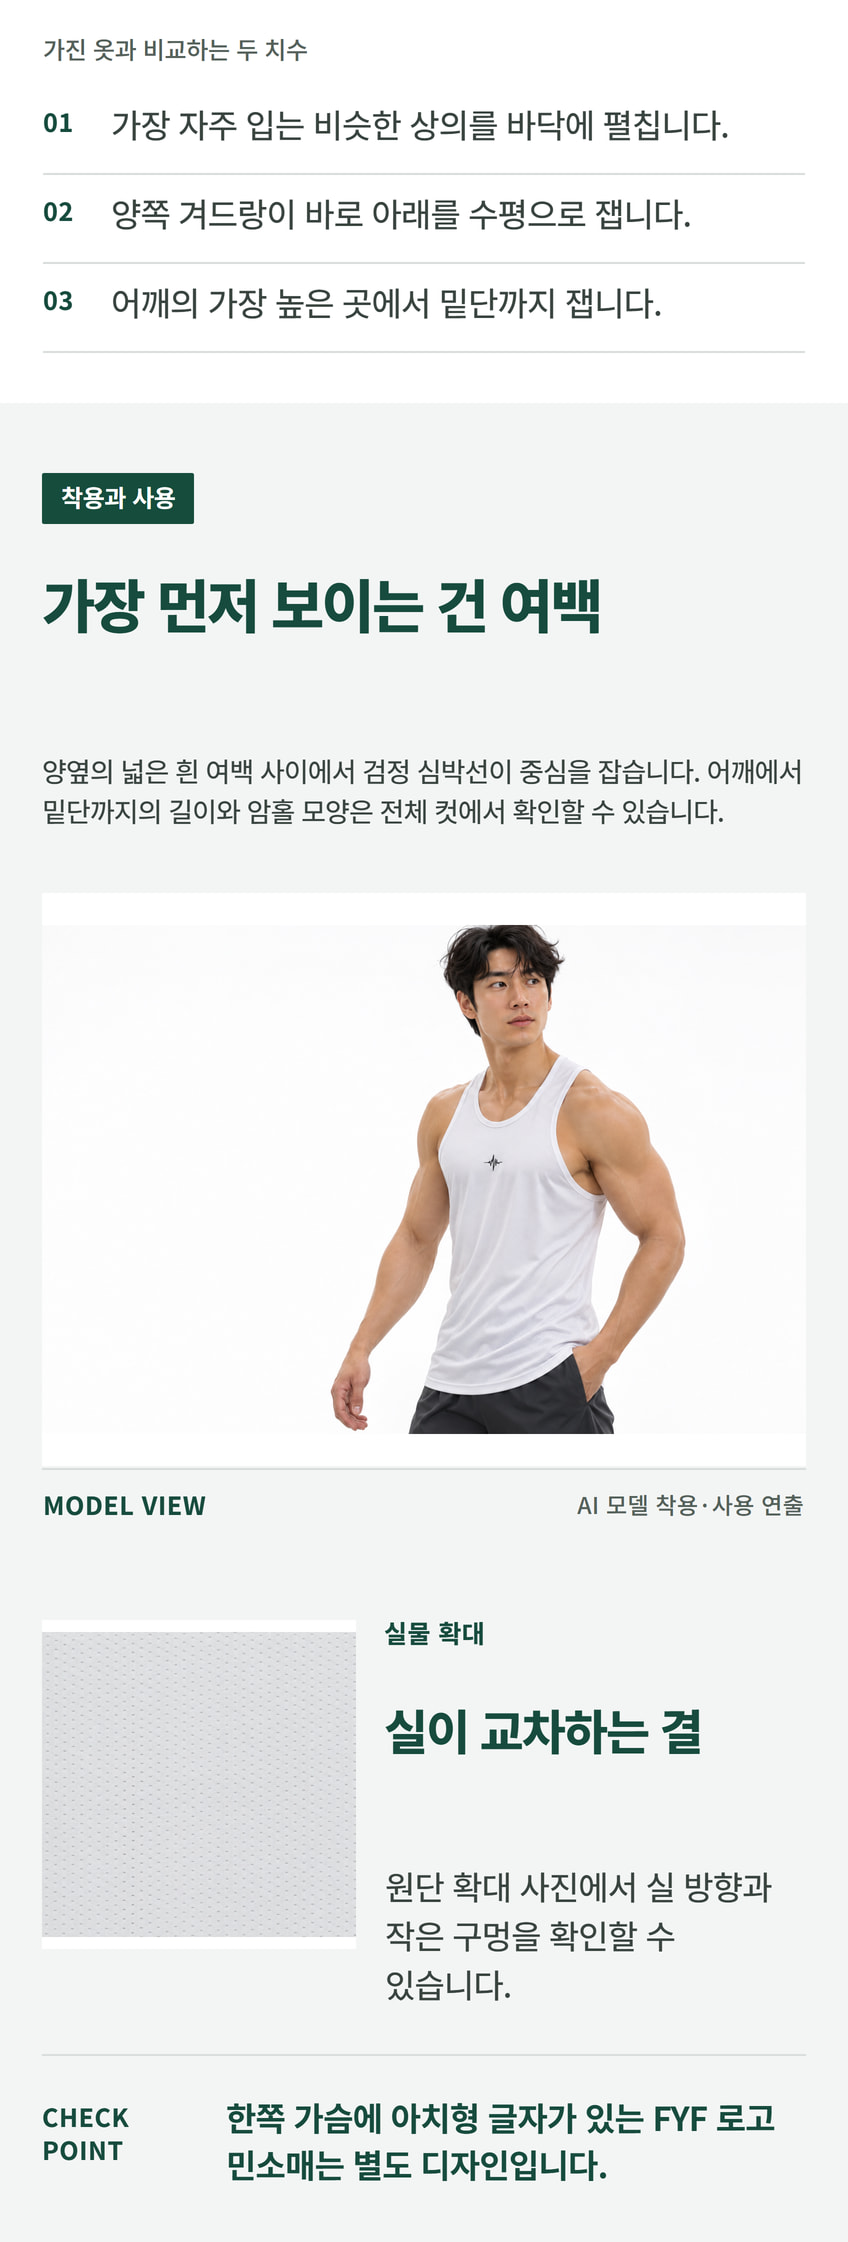 가진 옷과 비교하는 두 치수
01 가장 자주 입는 비슷한 상의를 바닥에 펼칩니다.
02 양쪽 겨드랑이 바로 아래를 수평으로 잽니다.
03 어깨의 가장 높은 곳에서 밑단까지 잽니다.
착용과 사용
가장 먼저 보이는 건 여백
양옆의 넓은 흰 여백 사이에서 검정 심박선이 중심을 잡습니다. 어깨에서
밑단까지의 길이와 암홀 모양은 전체 컷에서 확인할 수 있습니다.
MODEL VIEW
AI 모델 착용·사용 연출
실물 확대
실이 교차하는 결
원단 확대 사진에서 실 방향과
작은 구멍을 확인할 수
있습니다.
CHECK
POINT
한쪽 가슴에 아치형 글자가 있는 FYF 로고
민소매는 별도 디자인입니다.